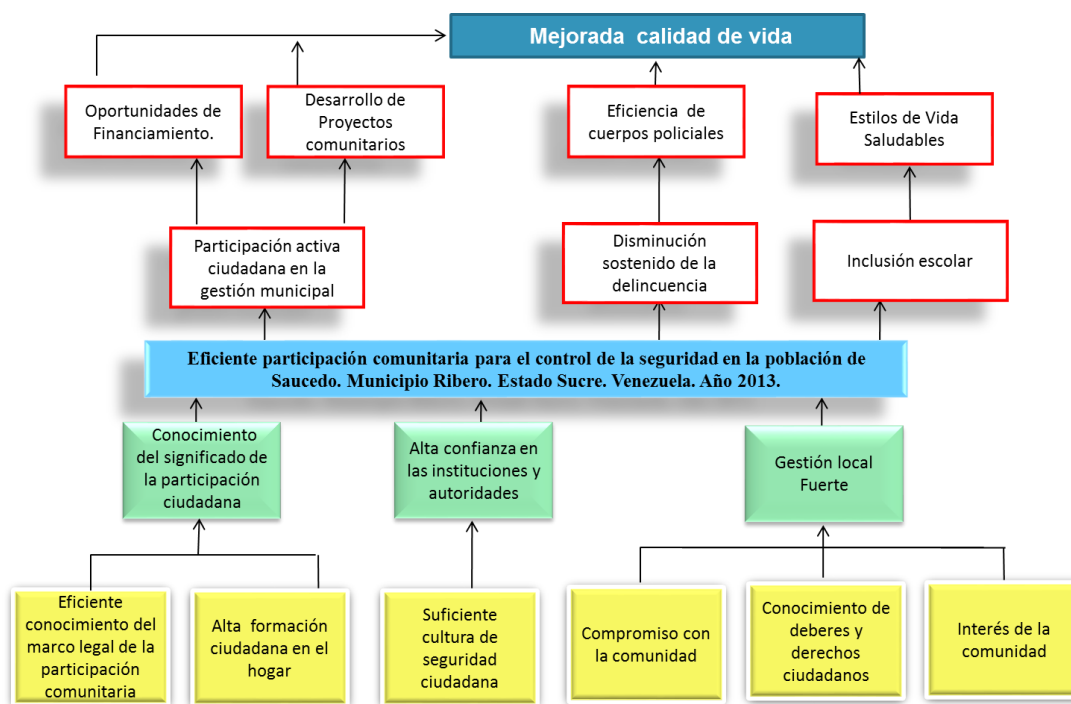 Mejorada calidad de vida
Oportunidades de
Financiamiento.
Desarrollo de
Proyectos
comunitarios
Eficiencia de
cuerpos policiales
Estilos de Vida
Saludables
Participación activa
ciudadana en la
gestión municipal
Disminución
sostenido de la
delincuencia
Inclusión escolar
Eficiente participación comunitaria para el control de la seguridad en la población de
Saucedo. Municipio Ribero. Estado Sucre. Venezuela. Año 2013.
Conocimiento
del significado de
la participación
ciudadana
Alta confianza en
las instituciones y
autoridades
Gestión local
Fuerte
Eficiente
conocimiento del
marco legal de la
participación
comunitaria
Alta formación
ciudadana en el
hogar
Suficiente
cultura de
seguridad
ciudadana
Compromiso con
la comunidad
Conocimiento de
deberes y
derechos
ciudadanos
Interés de la
comunidad